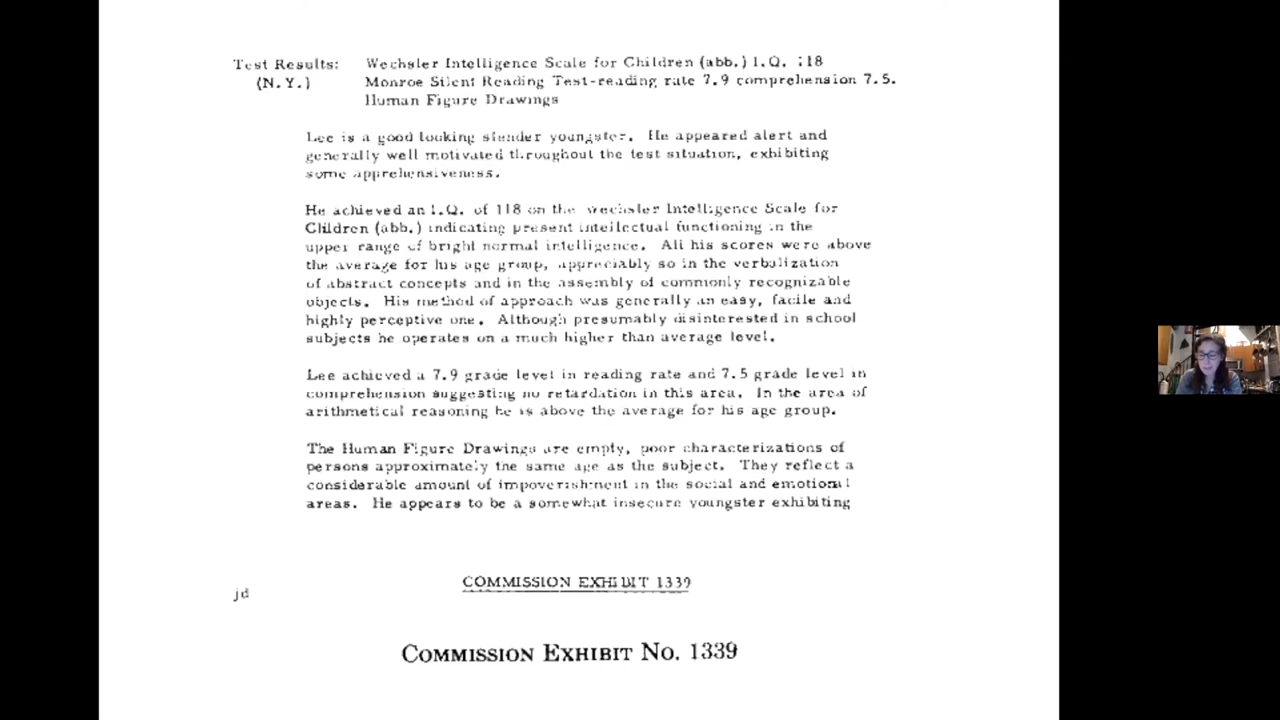 Test Results: Wechsler Intelligence Scale for Children (abb.) I.Q. 118
(N.Y.) Monroe Silent Reading Test-reading rate 7.9 comprehension 7.5.
Human Figure Drawings
Lee is a good looking slender youngster. He appeared alert and
generally well motivated throughout the test situation, exhibiting
some apprehensiveness.
He achieved an I.Q. of 118 on the Wechsler Intelligence Scale for
Children (abb.) indicating present intellectual functioning in the
upper range of bright normal intelligence. All his scores were above
the average for his age group, appreciably so in the verbalization
of abstract concepts and in the assembly of commonly recognizable
objects. His method of approach was generally an easy, facile and
highly perceptive one. Although presumably disinterested in school
subjects he operates on a much higher than average level.
Lee achieved a 7.9 grade level in reading rate and 7.5 grade level in
comprehension suggesting no retardation in this area. In the area of
arithmetical reasoning he is above the average for his age group.
The Human Figure Drawings are empty, poor characterizations of
persons approximately the same age as the subject. They reflect a
considerable amount of impoverishment in the social and emotional
areas. He appears to be a somewhat insecure youngster exhibiting
COMMISSION EXHIBIT 1339
jd
COMMISSION EXHIBIT No. 1339